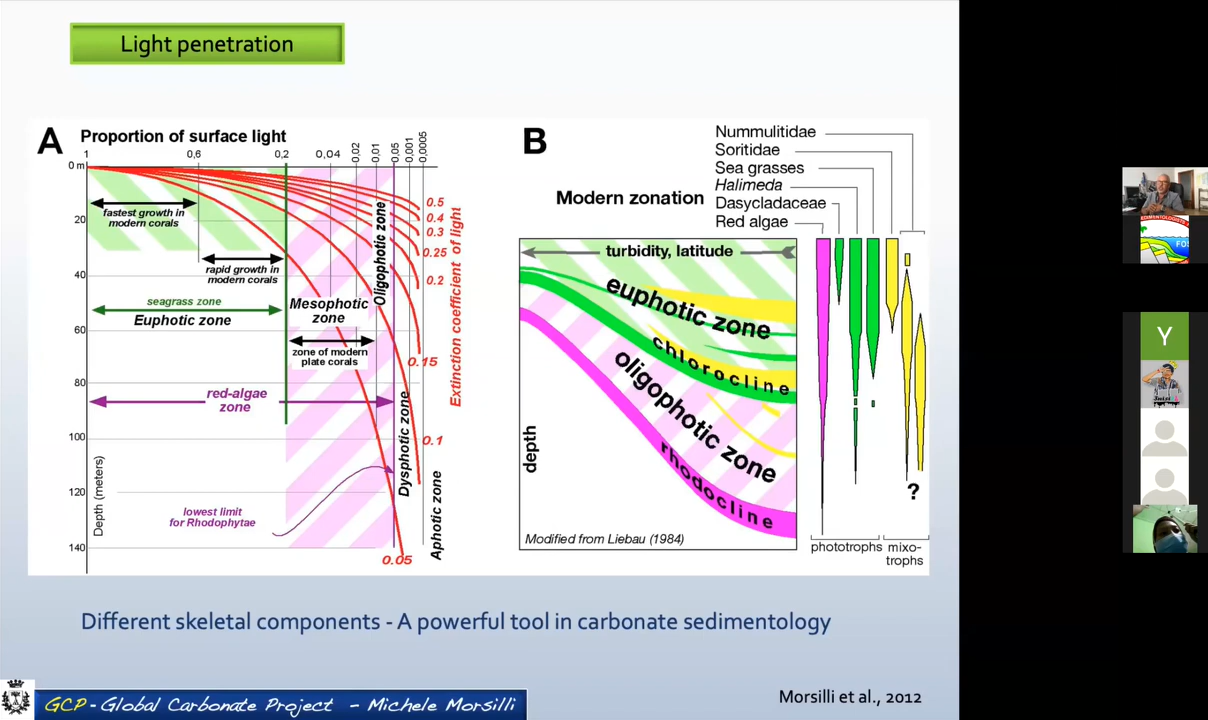 Light penetration
A
Proportion of surface light
1
0,6
0,2
0,04
0,02
0,01
0,05
0,001
0,0005
0 m
20
40
60
80
100
120
140
Depth (meters)
fastest growth in
modern corals
rapid growth in
modern corals
seagrass zone
Euphotic zone
Mesophotic
zone
zone of modern
plate corals
red-algae
zone
lowest limit
for Rhodophytae
Oligophotic zone
Dysphotic zone
Aphotic zone
0.5
0.4
0.3
0.25
0.2
0.15
0.1
0.05
Extinction coefficient of light
B
Modern zonation
Nummulitidae
Soritidae
Sea grasses
Halimeda
Dasycladaceae
Red algae
turbidity, latitude
euphotic zone
chlorocline
oligophotic zone
rhodocline
depth
Modified from Liebau (1984)
?
phototrophs
mixo-
trophs
Different skeletal components - A powerful tool in carbonate sedimentology
GCP - Global Carbonate Project - Michele Morsilli
Morsilli et al., 2012
FOS
Y